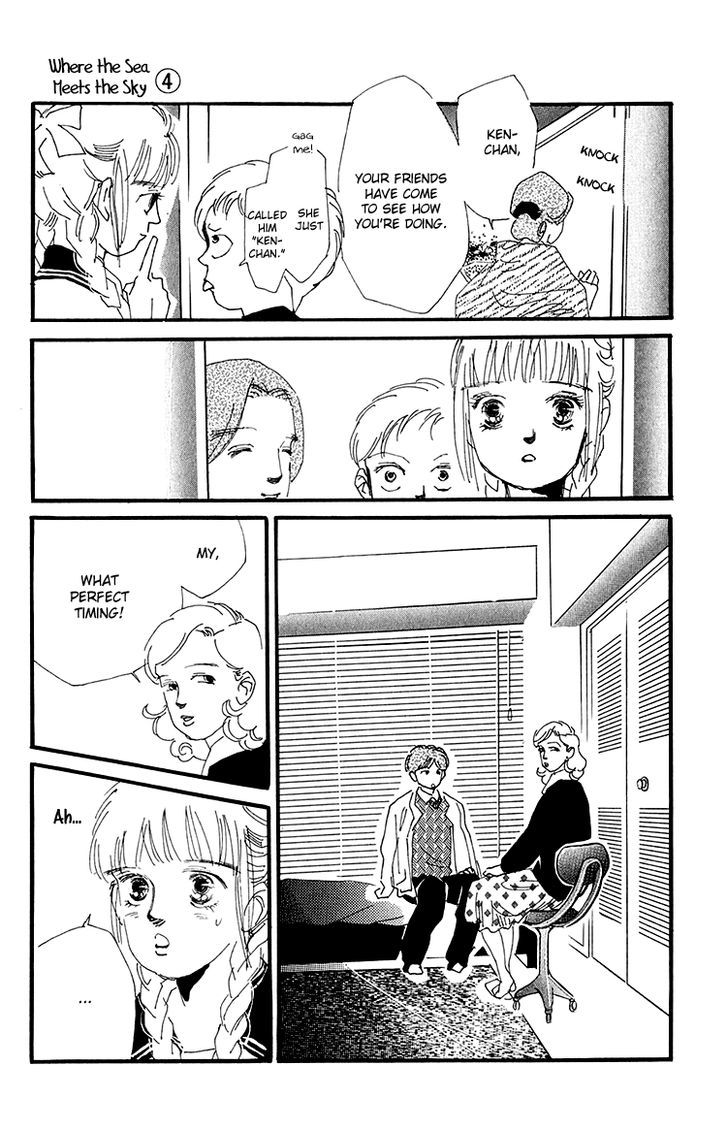 Where the Sea
Meets the Sky ④
KNOCK
KNOCK
KEN-
CHAN,
YOUR FRIENDS
HAVE COME
TO SEE HOW
YOU'RE DOING.
Gag
me!
SHE
JUST
CALLED
HIM
"KEN-
CHAN."
MY,
WHAT
PERFECT
TIMING!
Ah...
...